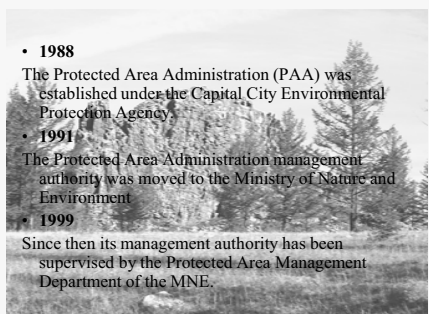 • 1988
The Protected Area Administration (PAA) was
established under the Capital City Environmental
Protection Agency.
• 1991
The Protected Area Administration management
authority was moved to the Ministry of Nature and
Environment
• 1999
Since then its management authority has been
supervised by the Protected Area Management
Department of the MNE.